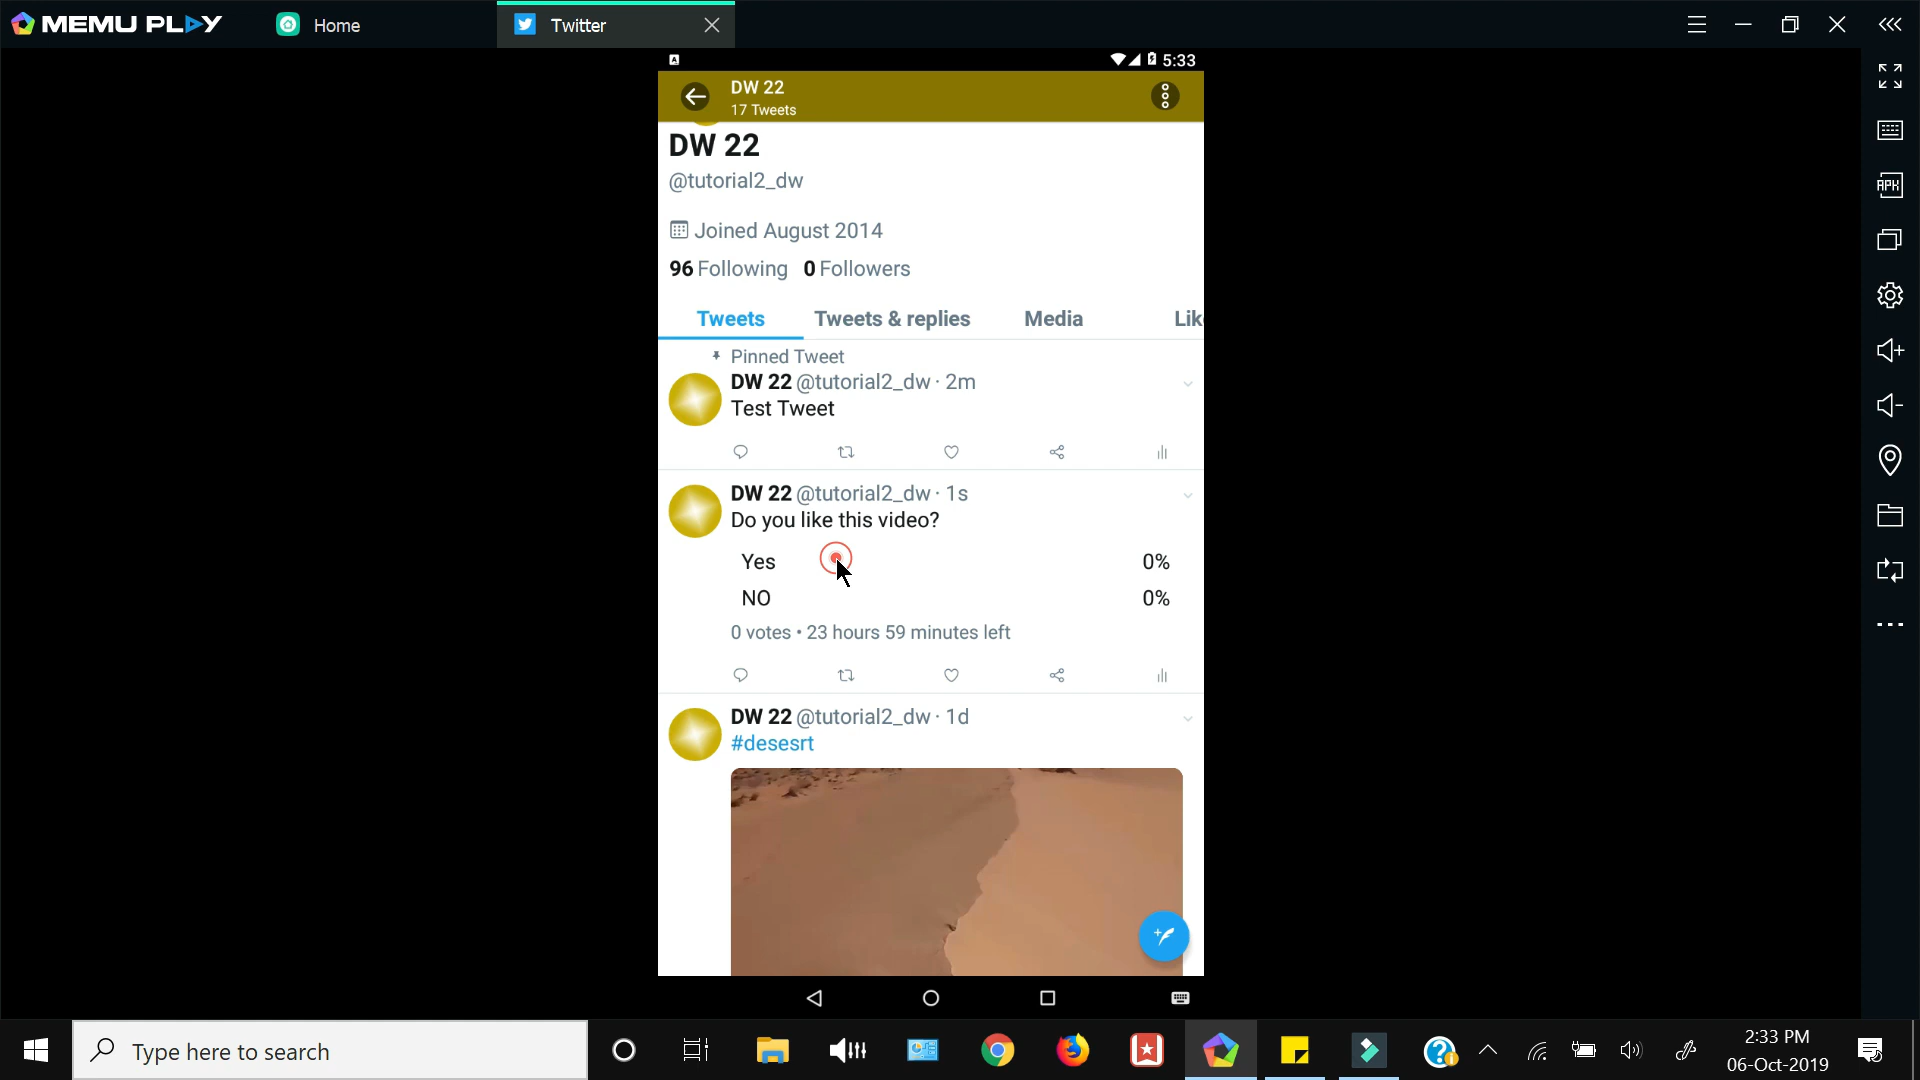 MEMU PLAY
Home
Twitter
5:33
DW 22
17 Tweets
DW 22
@tutorial2_dw
Joined August 2014
96 Following 0 Followers
Tweets Tweets & replies Media Lik
Pinned Tweet
DW 22 @tutorial2_dw · 2m
Test Tweet
DW 22 @tutorial2_dw · 1s
Do you like this video?
Yes 0%
NO 0%
0 votes • 23 hours 59 minutes left
DW 22 @tutorial2_dw · 1d
#desesrt
APK
Type here to search
2:33 PM
06-Oct-2019